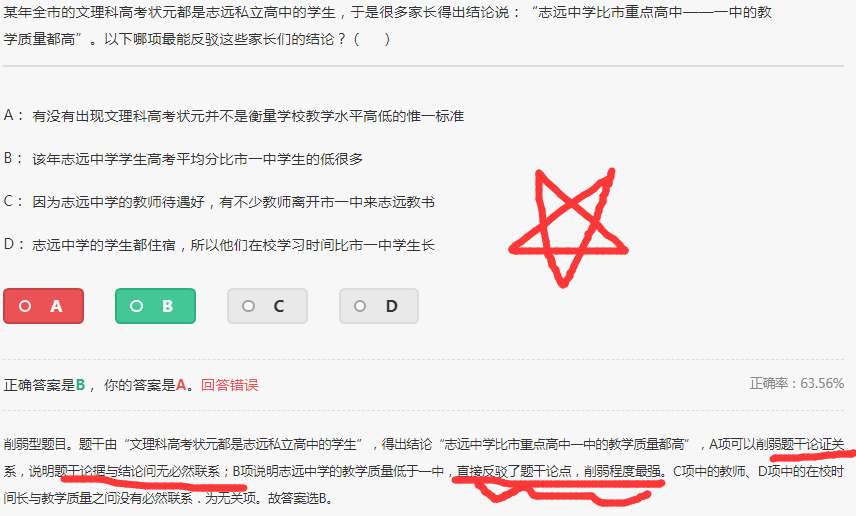 某年全市的文理科高考状元都是志远私立高中的学生，于是很多家长得出结论说：“志远中学比市重点高中——一中的教
学质量都高”。以下哪项最能反驳这些家长们的结论？（　　）
A： 有没有出现文理科高考状元并不是衡量学校教学水平高低的惟一标准
B： 该年志远中学学生高考平均分比市一中学生的低很多
C： 因为志远中学的教师待遇好，有不少教师离开市一中来志远教书
D： 志远中学的学生都住宿，所以他们在校学习时间比市一中学生长
A B C D
正确答案是B， 你的答案是A。回答错误 正确率：63.56%
削弱型题目。题干由“文理科高考状元都是志远私立高中的学生”，得出结论“志远中学比市重点高中一中的教学质量都高”，A项可以削弱题干论证关
系，说明题干论据与结论问无必然联系；B项说明志远中学的教学质量低于一中，直接反驳了题干论点，削弱程度最强。C项中的教师、D项中的在校时
间长与教学质量之问没有必然联系．为无关项。故答案选B。